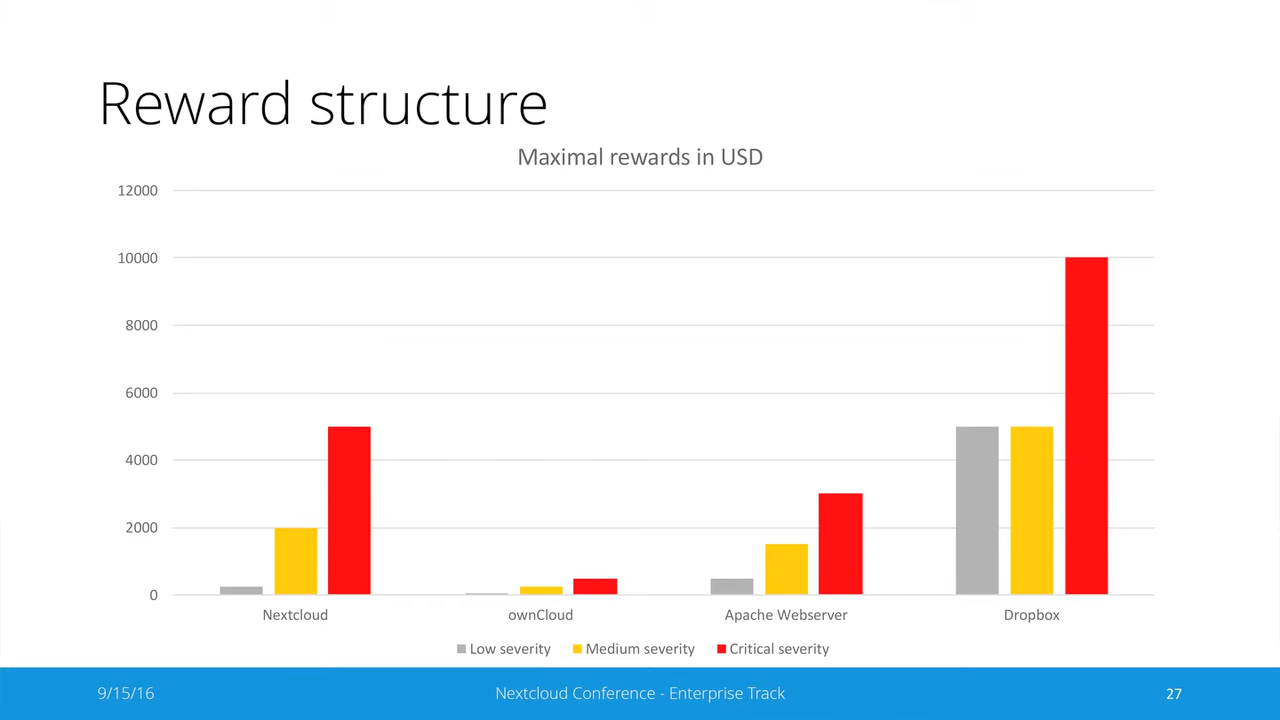 Reward structure
Maximal rewards in USD
12000
10000
8000
6000
4000
2000
0
Nextcloud ownCloud Apache Webserver Dropbox
Low severity Medium severity Critical severity
9/15/16 Nextcloud Conference - Enterprise Track 27